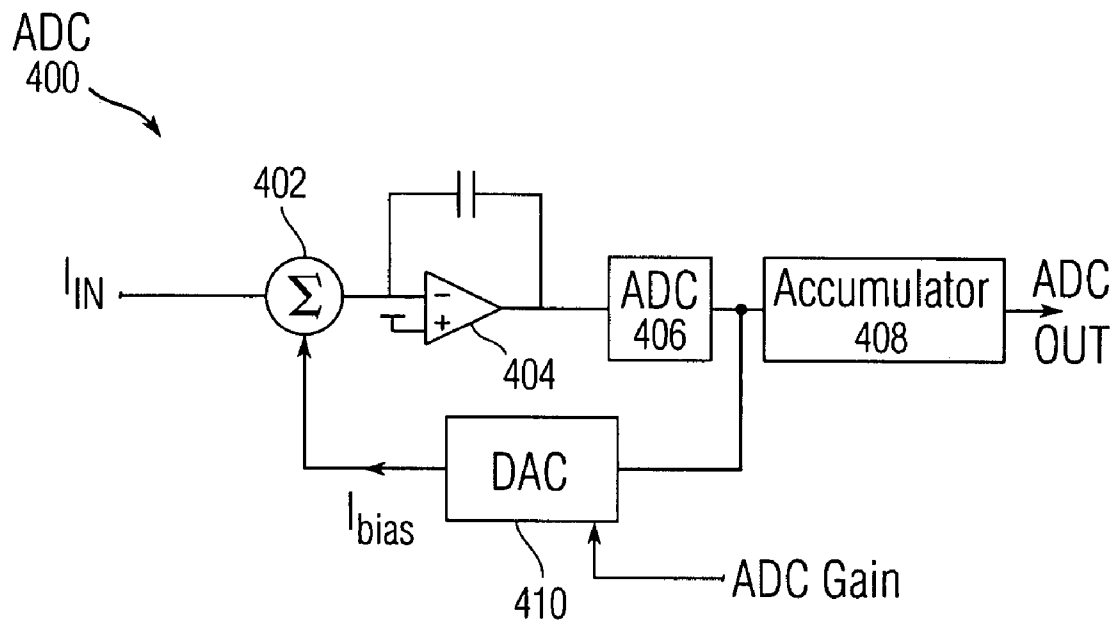 ADC
400
402
I_IN
Σ
−
+
404
ADC
406
Accumulator
408
ADC
OUT
DAC
I_bias
410
ADC Gain